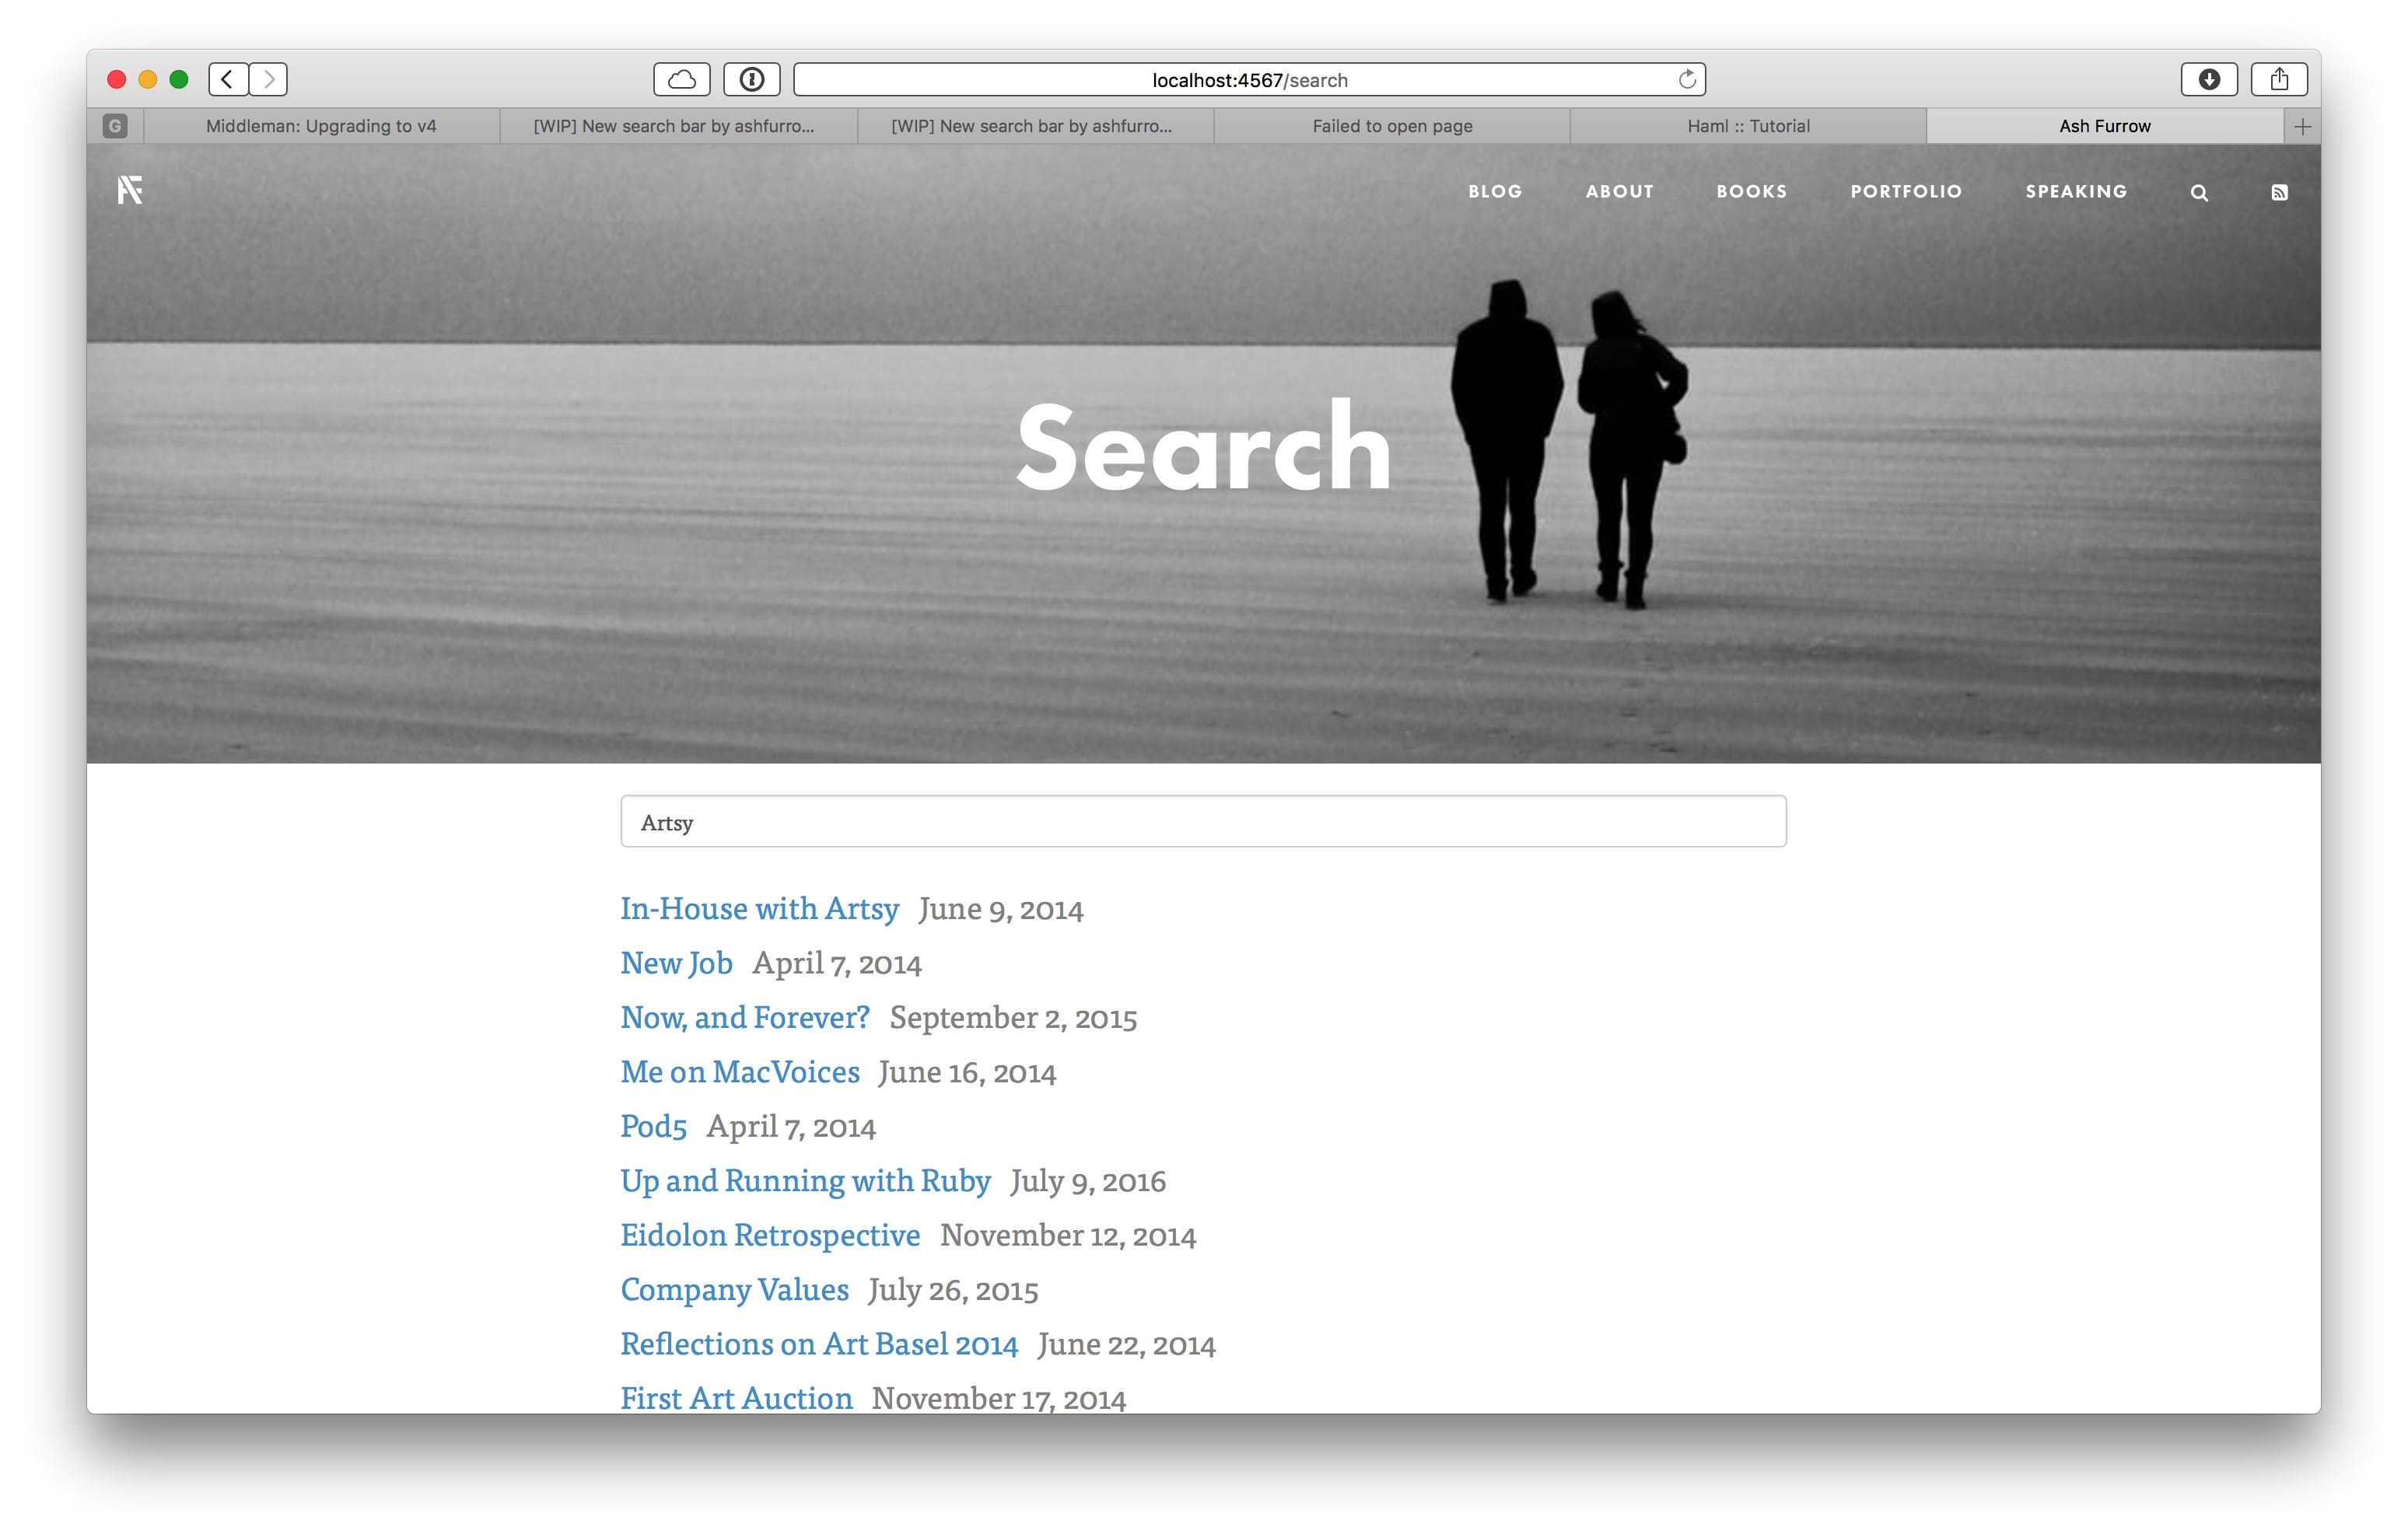 localhost:4567/search
G
Middleman: Upgrading to v4
[WIP] New search bar by ashfurro...
[WIP] New search bar by ashfurro...
Failed to open page
Haml :: Tutorial
Ash Furrow
AF
BLOG ABOUT BOOKS PORTFOLIO SPEAKING
Search
Artsy
In-House with Artsy June 9, 2014
New Job April 7, 2014
Now, and Forever? September 2, 2015
Me on MacVoices June 16, 2014
Pod5 April 7, 2014
Up and Running with Ruby July 9, 2016
Eidolon Retrospective November 12, 2014
Company Values July 26, 2015
Reflections on Art Basel 2014 June 22, 2014
First Art Auction November 17, 2014